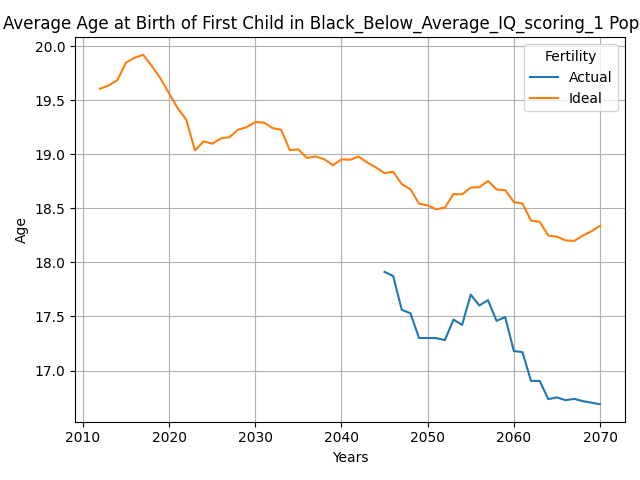 Average Age at Birth of First Child in Black_Below_Average_IQ_scoring_1 Pop
Fertility
Actual
Ideal
20.0
19.5
19.0
18.5
18.0
17.5
17.0
Age
2010 2020 2030 2040 2050 2060 2070
Years